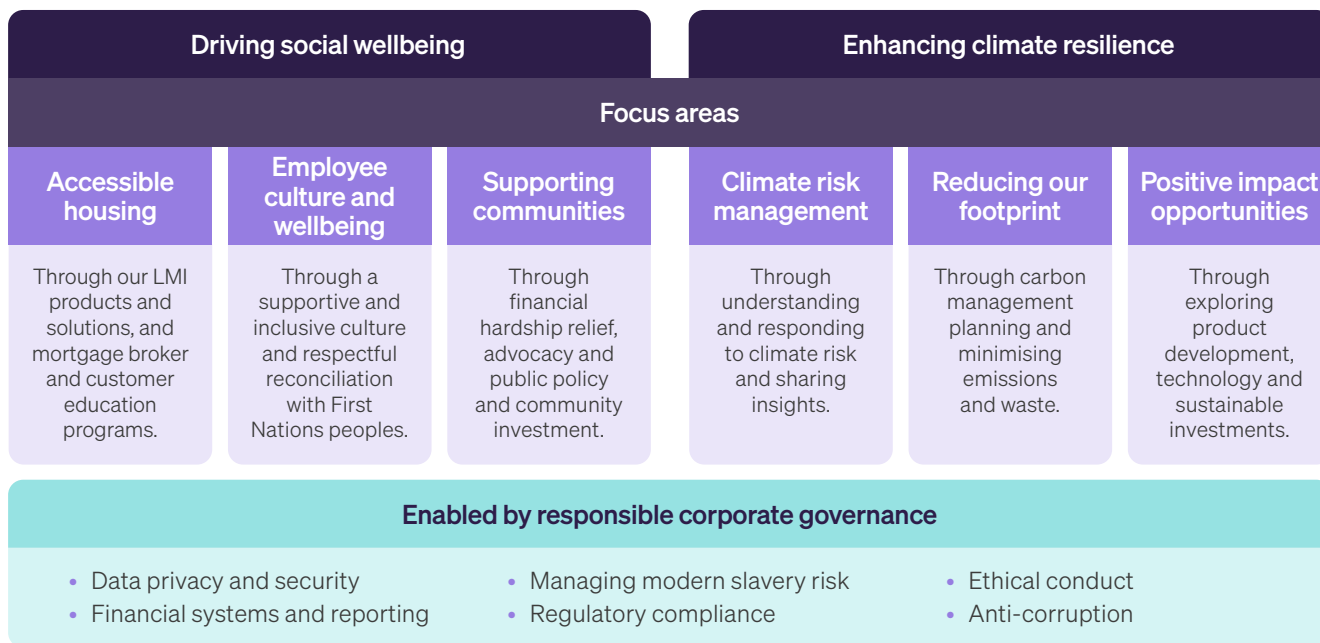 Driving social wellbeing
Enhancing climate resilience
Focus areas
Accessible
housing
Through our LMI
products and
solutions, and
mortgage broker
and customer
education
programs.
Employee
culture and
wellbeing
Through a
supportive and
inclusive culture
and respectful
reconciliation
with First
Nations peoples.
Supporting
communities
Through
financial
hardship relief,
advocacy and
public policy
and community
investment.
Climate risk
management
Through
understanding
and responding
to climate risk
and sharing
insights.
Reducing our
footprint
Through carbon
management
planning and
minimising
emissions
and waste.
Positive impact
opportunities
Through
exploring
product
development,
technology and
sustainable
investments.
Enabled by responsible corporate governance
• Data privacy and security
• Financial systems and reporting
• Managing modern slavery risk
• Regulatory compliance
• Ethical conduct
• Anti-corruption